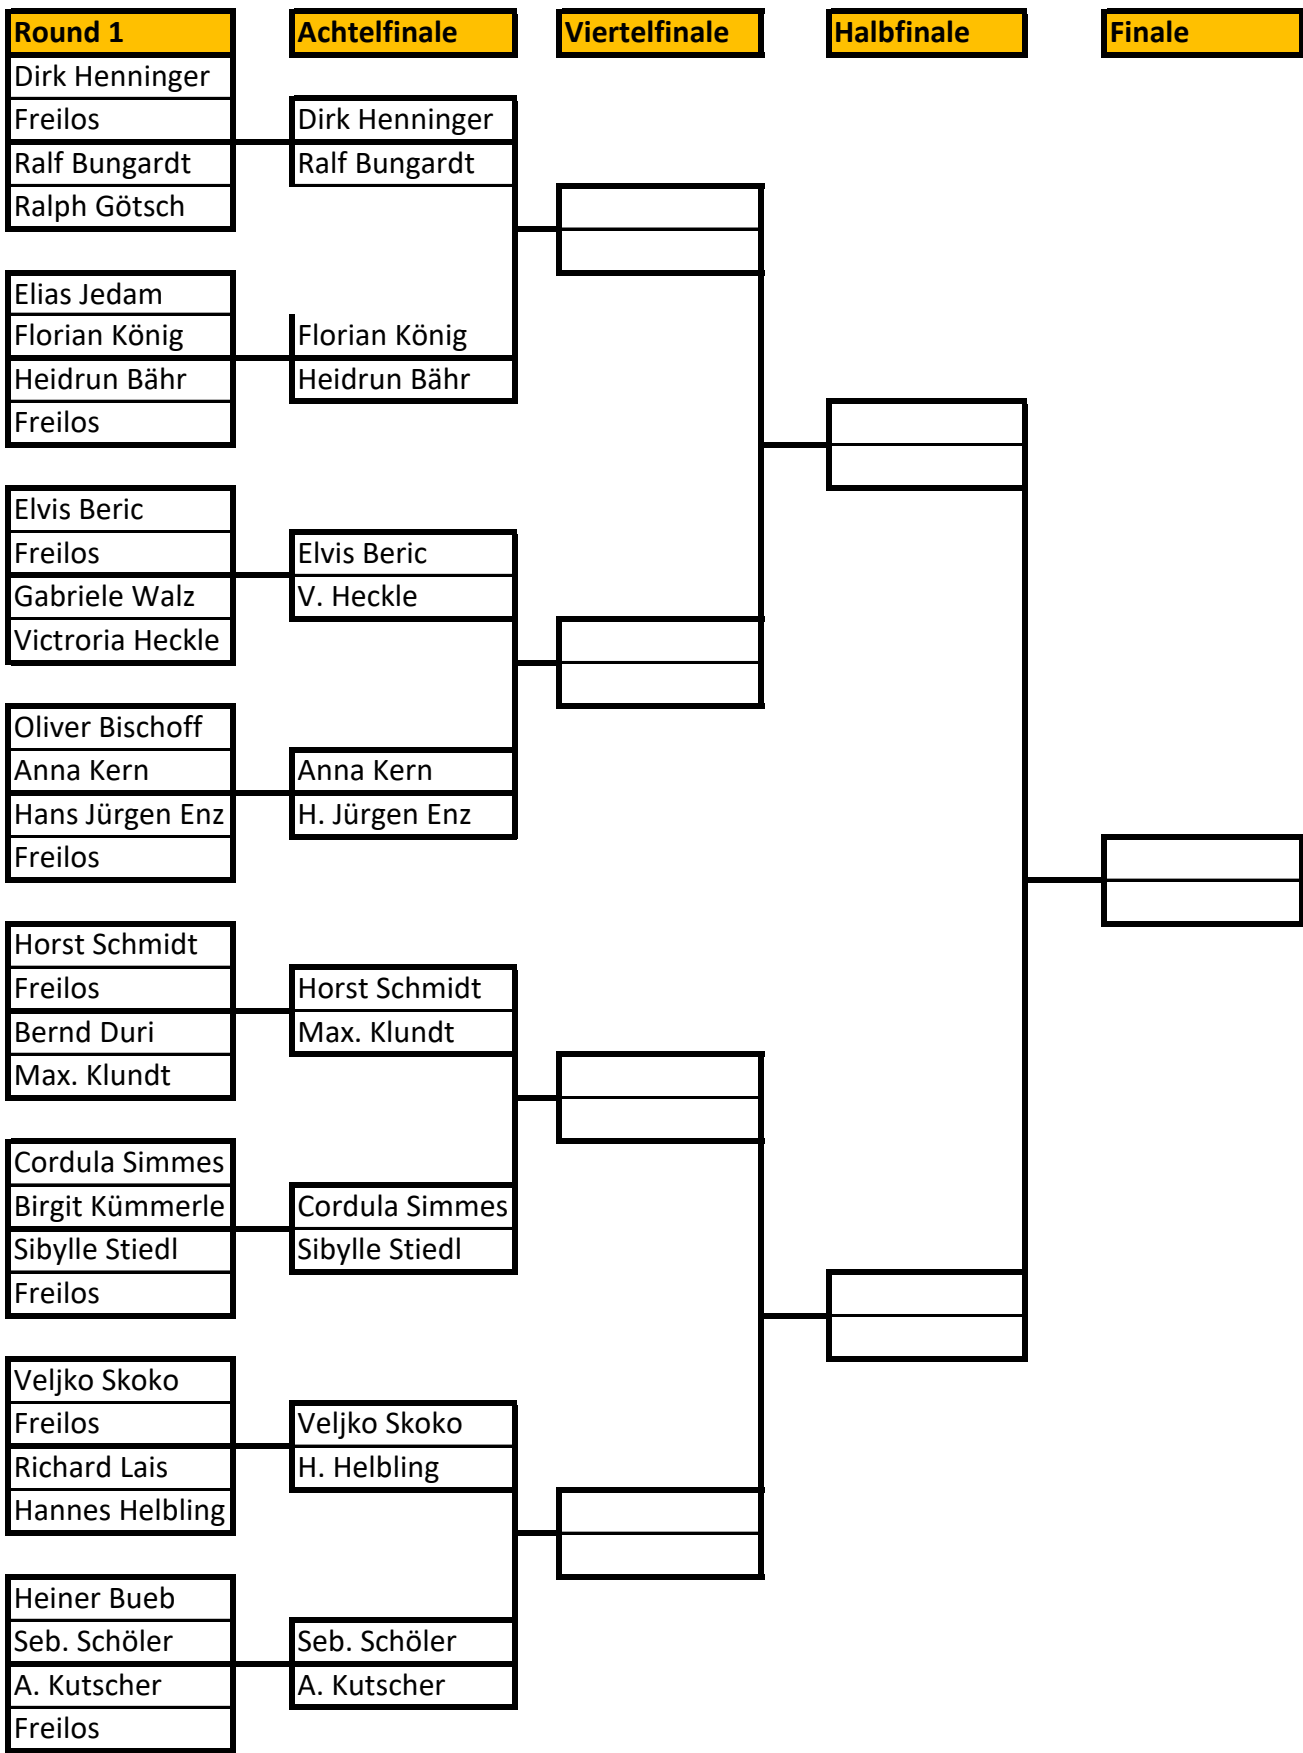 Round 1
Achtelfinale
Viertelfinale
Halbfinale
Finale
Dirk Henninger
Freilos
Ralf Bungardt
Ralph Götsch
Elias Jedam
Florian König
Heidrun Bähr
Freilos
Elvis Beric
Freilos
Gabriele Walz
Victroria Heckle
Oliver Bischoff
Anna Kern
Hans Jürgen Enz
Freilos
Horst Schmidt
Freilos
Bernd Duri
Max. Klundt
Cordula Simmes
Birgit Kümmerle
Sibylle Stiedl
Freilos
Veljko Skoko
Freilos
Richard Lais
Hannes Helbling
Heiner Bueb
Seb. Schöler
A. Kutscher
Freilos
Dirk Henninger
Ralf Bungardt
Florian König
Heidrun Bähr
Elvis Beric
V. Heckle
Anna Kern
H. Jürgen Enz
Horst Schmidt
Max. Klundt
Cordula Simmes
Sibylle Stiedl
Veljko Skoko
H. Helbling
Seb. Schöler
A. Kutscher